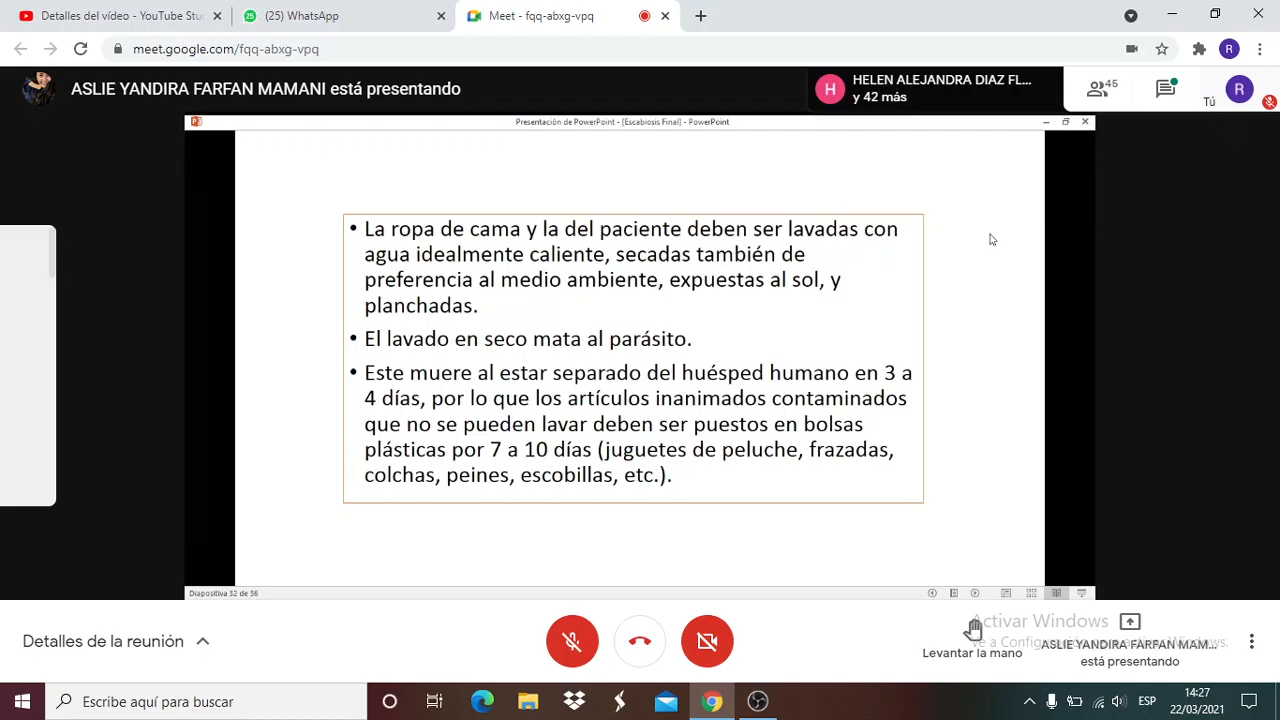 Detalles del vídeo - YouTube Stu
(25) WhatsApp
Meet - fqq-abxg-vpq
meet.google.com/fqq-abxg-vpq
R
ASLIE YANDIRA FARFAN MAMANI está presentando
H
HELEN ALEJANDRA DIAZ FL...
y 42 más
45
Tú
R
Presentación de PowerPoint - (Escabiosis Final) - PowerPoint
• La ropa de cama y la del paciente deben ser lavadas con
agua idealmente caliente, secadas también de
preferencia al medio ambiente, expuestas al sol, y
planchadas.
• El lavado en seco mata al parásito.
• Este muere al estar separado del huésped humano en 3 a
4 días, por lo que los artículos inanimados contaminados
que no se pueden lavar deben ser puestos en bolsas
plásticas por 7 a 10 días (juguetes de peluche, frazadas,
colchas, peines, escobillas, etc.).
Diapositiva 32 de 36
Detalles de la reunión
Levantar la mano
Activar Windows
Ve a Configuración para activar Windows.
ASLIE YANDIRA FARFAN MAM...
está presentando
Escribe aquí para buscar
ESP
14:27
22/03/2021